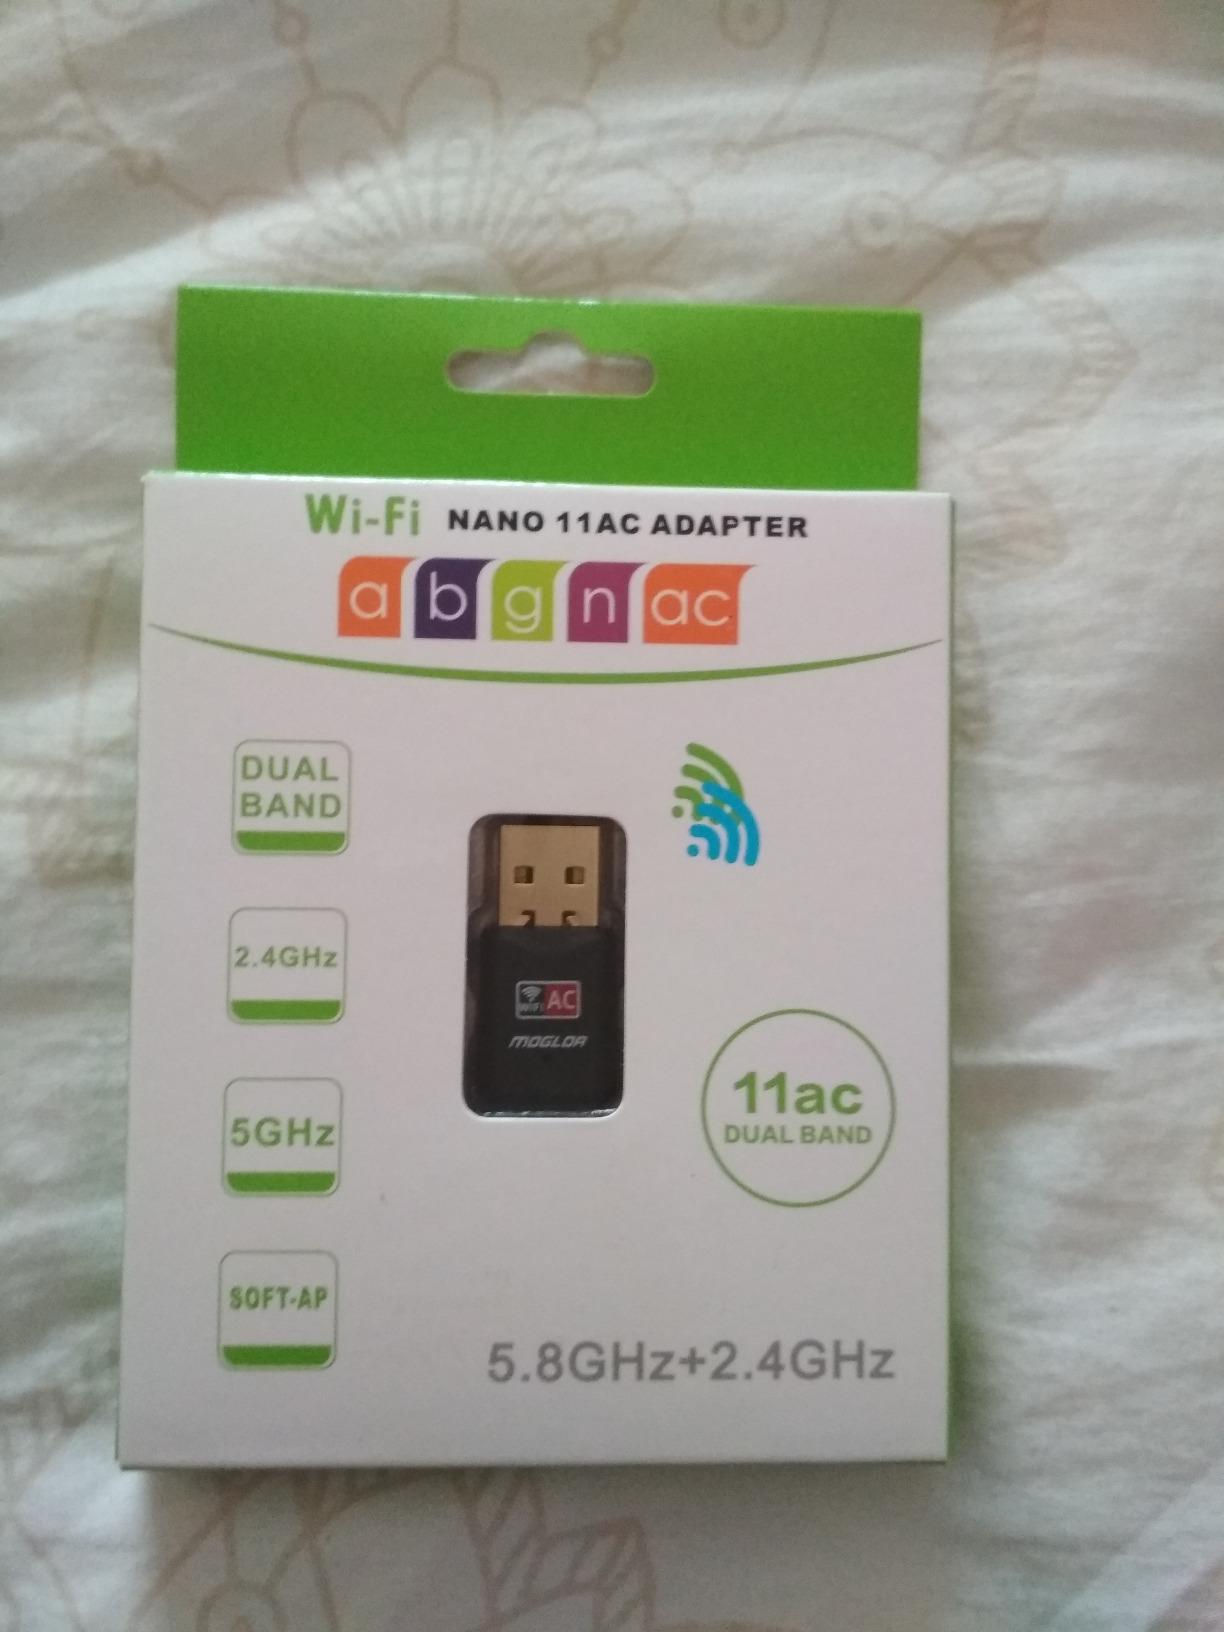 Wi-Fi NANO 11AC ADAPTER
a b g n ac
DUAL
BAND
2.4GHz
5GHz
SOFT-AP
WiFi AC
MOGLOR
11ac
DUAL BAND
5.8GHz+2.4GHz